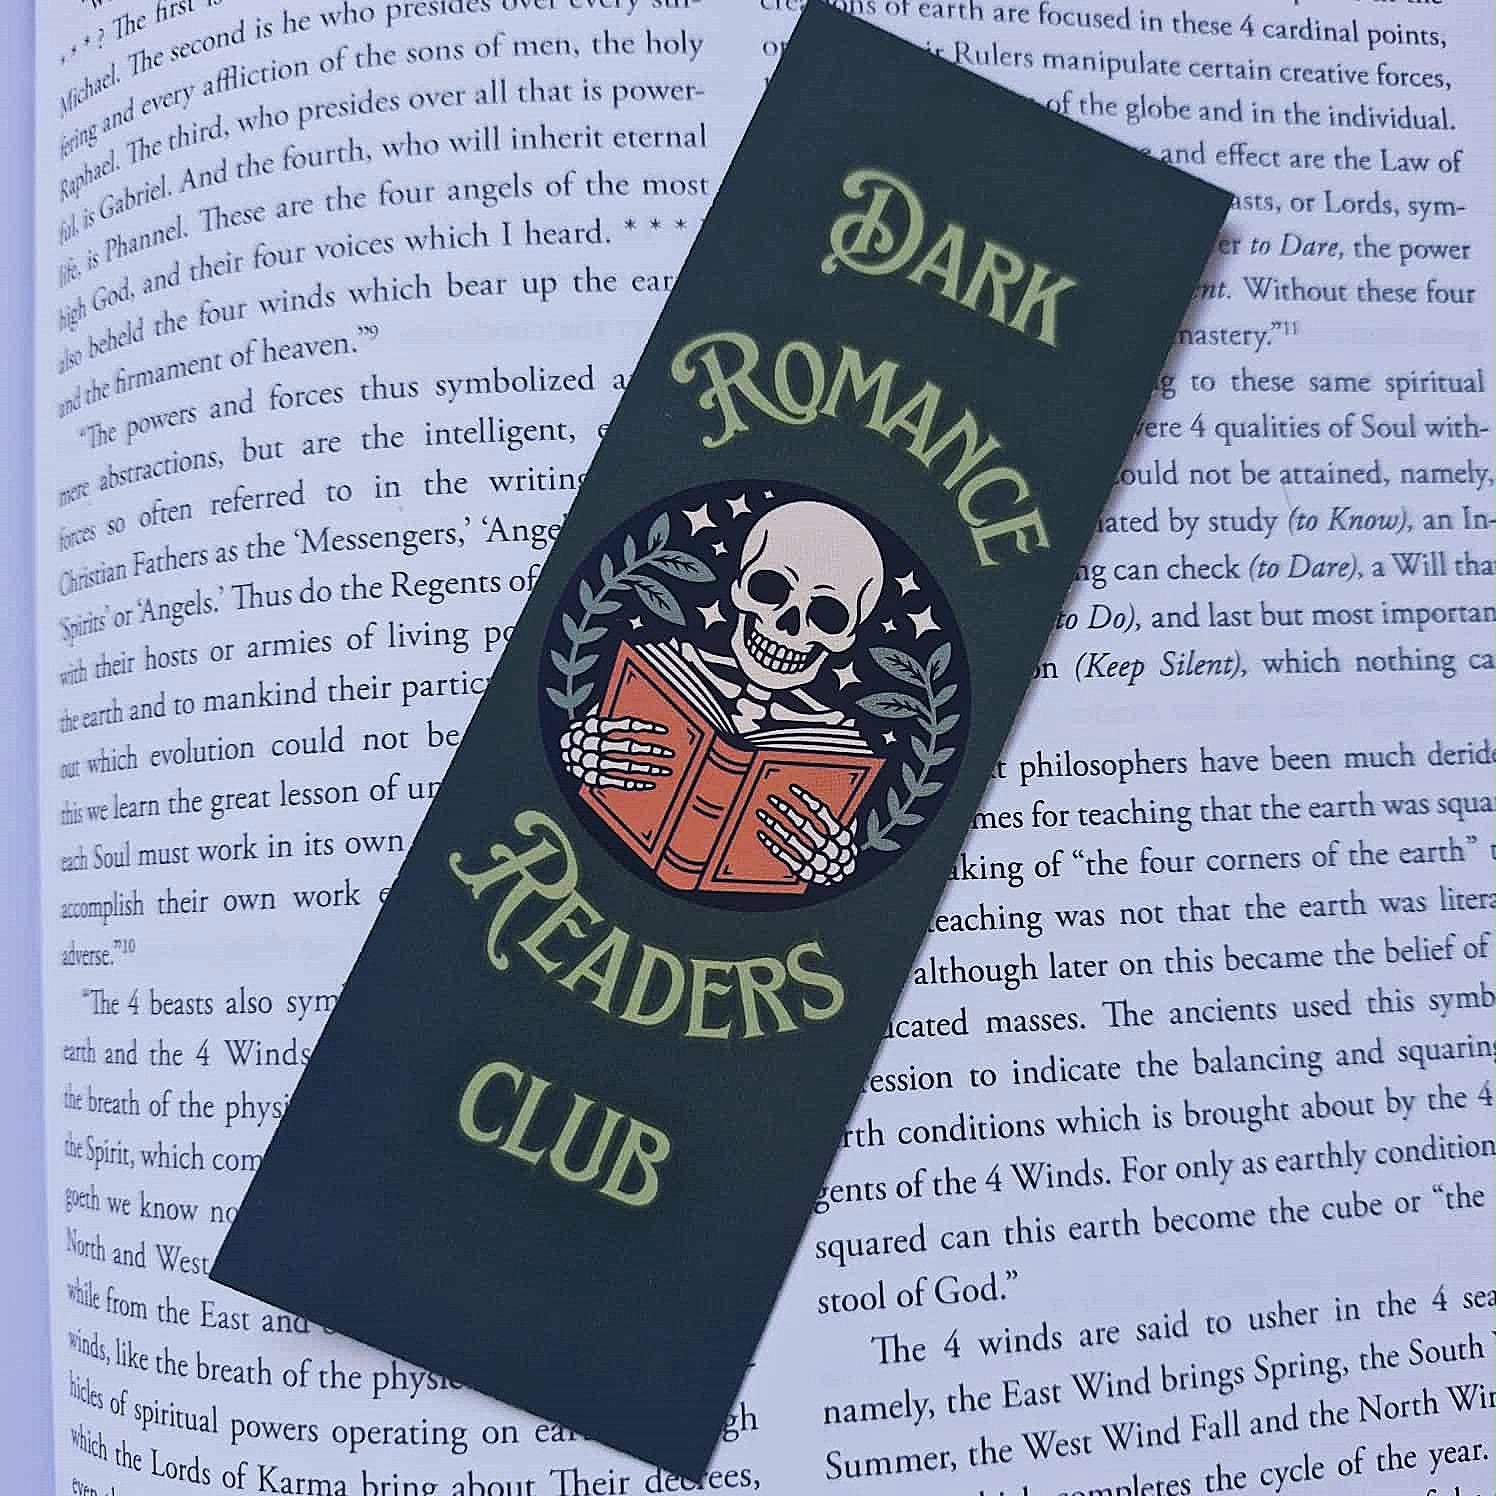 DARK
ROMANCE
READERS
CLUB
The first
Michael. The second is he who presides over every suf-
fering and every affliction of the sons of men, the holy
Raphael. The third, who presides over all that is power-
ful, is Gabriel. And the fourth, who will inherit eternal
life, is Phannel. These are the four angels of the most
high God, and their four voices which I heard. * * *
also beheld the four winds which bear up the
and the firmament of heaven.”9
“The powers and forces thus symbolized
mere abstractions, but are the intelligent,
forces so often referred to in the
Christian Fathers as the ‘Messengers,’
Spirits’ or ‘Angels.’ Thus do the Regents of
with their hosts or armies of living
the earth and to mankind their
out which evolution could not be
this we learn the great lesson of
each Soul must work in its own
accomplish their own work
adverse.”10
“The 4 beasts also
earth and the 4 Winds
the breath of the
the Spirit, which
goeth we know
North and West
while from the East and
winds, like the breath of the
hicles of spiritual powers operating on
which the Lords of Karma bring about Their decrees,
of earth are focused in these 4 cardinal points,
Rulers manipulate certain creative forces,
of the globe and in the individual.
and effect are the Law of
or Lords, sym-
to Dare, the power
Without these four
mastery.”11
to these same spiritual
4 qualities of Soul with-
not be attained, namely,
by study (to Know), an In-
can check (to Dare), a Will
to Do), and last but most
(Keep Silent), which nothing
philosophers have been much
for teaching that the earth was
of “the four corners of the earth”
teaching was not that the earth was
although later on this became the belief of
masses. The ancients used this
to indicate the balancing and
conditions which is brought about by the 4
of the 4 Winds. For only as earthly
squared can this earth become the cube or “the
stool of God.”
The 4 winds are said to usher in the 4
namely, the East Wind brings Spring, the South
Summer, the West Wind Fall and the North
the cycle of the year.